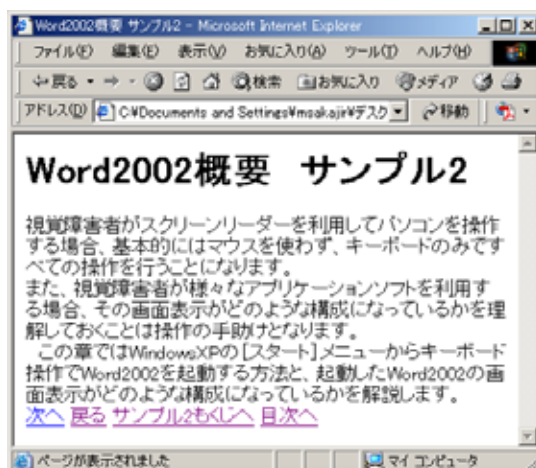 Word2002概要 サンプル2 - Microsoft Internet Explorer
ファイル(F) 編集(E) 表示(V) お気に入り(A) ツール(T) ヘルプ(H)
戻る 検索 お気に入り メディア
アドレス(D) C:¥Documents and Settings¥msakajir¥デスク 移動
Word2002概要 サンプル2
視覚障害者がスクリーンリーダーを利用してパソコンを操作
する場合、基本的にはマウスを使わず、キーボードのみです
べての操作を行うことになります。
また、視覚障害者が様々なアプリケーションソフトを利用す
る場合、その画面表示がどのような構成になっているかを理
解しておくことは操作の手助けとなります。
この章ではWindowsXPの[スタート]メニューからキーボード
操作でWord2002を起動する方法と、起動したWord2002の画
面表示がどのような構成になっているかを解説します。
次へ 戻る サンプル2もくじへ 目次へ
ページが表示されました マイ コンピュータ